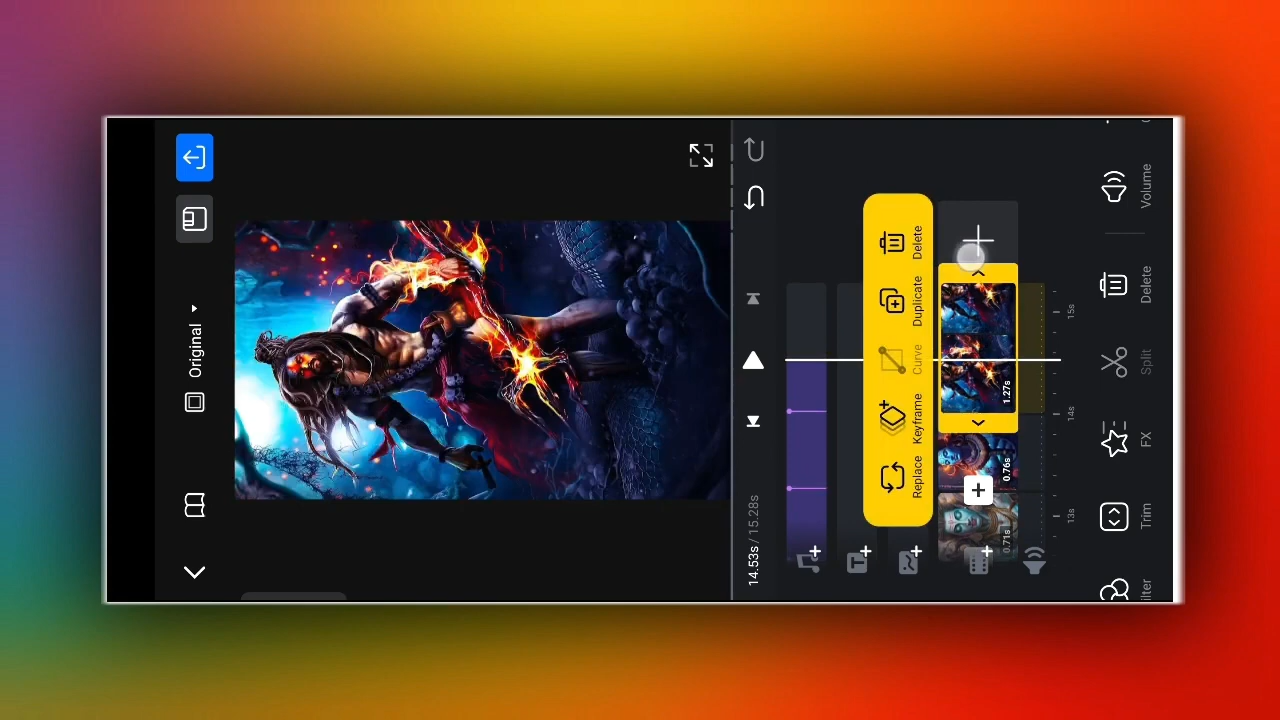 Original
14.53s / 15.28s
Replace
Keyframe
Curve
Duplicate
Delete
0.71s
0.76s
1.27s
13s
14s
15s
Trim
FX
Split
Delete
Volume